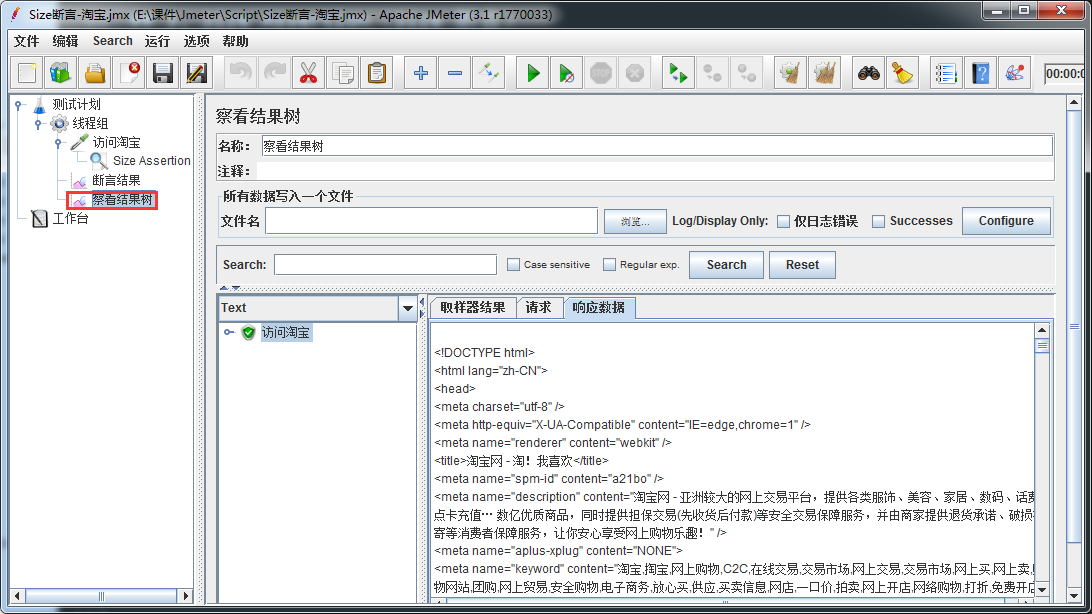 Size断言-淘宝.jmx (E:\课件\Jmeter\Script\Size断言-淘宝.jmx) - Apache JMeter (3.1 r1770033)
文件 编辑 Search 运行 选项 帮助
STOP
00:00:0
测试计划
线程组
访问淘宝
Size Assertion
断言结果
察看结果树
工作台
察看结果树
名称： 察看结果树
注释：
所有数据写入一个文件
文件名 浏览... Log/Display Only: 仅日志错误 Successes Configure
Search: Case sensitive Regular exp. Search Reset
Text
访问淘宝
取样器结果 请求 响应数据
<!DOCTYPE html>
<html lang="zh-CN">
<head>
<meta charset="utf-8" />
<meta http-equiv="X-UA-Compatible" content="IE=edge,chrome=1" />
<meta name="renderer" content="webkit" />
<title>淘宝网 - 淘！我喜欢</title>
<meta name="spm-id" content="a21bo" />
<meta name="description" content="淘宝网 - 亚洲较大的网上交易平台，提供各类服饰、美容、家居、数码、话费
点卡充值… 数亿优质商品，同时提供担保交易(先收货后付款)等安全交易保障服务，并由商家提供退货承诺、破损
寄等消费者保障服务，让你安心享受网上购物乐趣！" />
<meta name="aplus-xplug" content="NONE">
<meta name="keyword" content="淘宝,掏宝,网上购物,C2C,在线交易,交易市场,网上交易,交易市场,网上买,网上卖,
物网站,团购,网上贸易,安全购物,电子商务,放心买,供应,买卖信息,网店,一口价,拍卖,网上开店,网络购物,打折,免费开店